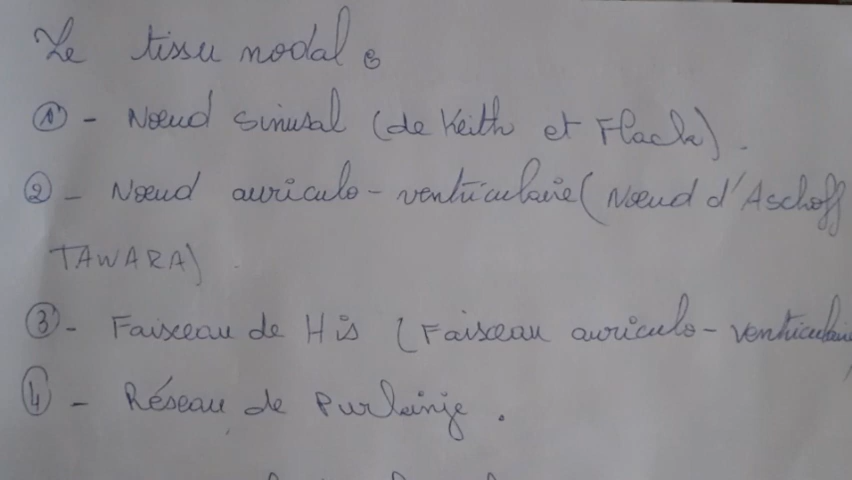 Le tissu nodal :
① - Nœud sinusal (de Keith et Flack).
② - Nœud auriculo-ventriculaire (Nœud d'Aschoff
TAWARA).
③ - Faisceau de His (Faisceau auriculo-ventriculaire
④ - Réseau de Purkinje.